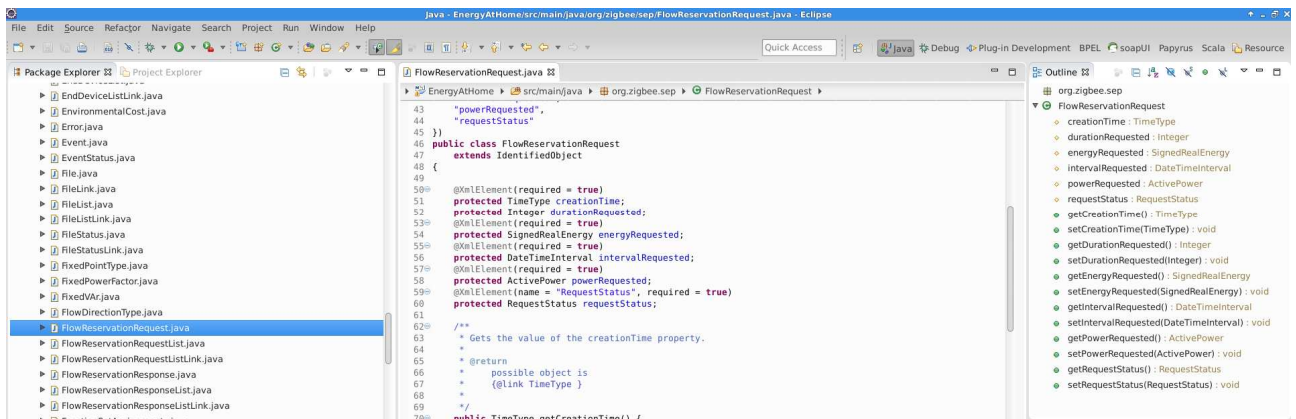 Java - EnergyAtHome/src/main/java/org/zigbee/sep/FlowReservationRequest.java - Eclipse
File Edit Source Refactor Navigate Search Project Run Window Help
Quick Access Java Debug Plug-in Development BPEL soapUI Papyrus Scala Resource
Package Explorer Project Explorer
EndDeviceListLink.java
EnvironmentalCost.java
Error.java
Event.java
EventStatus.java
File.java
FileLink.java
FileList.java
FileListLink.java
FileStatus.java
FileStatusLink.java
FixedPointType.java
FixedPowerFactor.java
FixedVAr.java
FlowDirectionType.java
FlowReservationRequest.java
FlowReservationRequestList.java
FlowReservationRequestListLink.java
FlowReservationResponse.java
FlowReservationResponseList.java
FlowReservationResponseListLink.java
FlowReservationRequest.java
EnergyAtHome src/main/java org.zigbee.sep FlowReservationRequest
43 "powerRequested",
44 "requestStatus"
45 })
46 public class FlowReservationRequest
47 extends IdentifiedObject
48 {
49
50 @XmlElement(required = true)
51 protected TimeType creationTime;
52 protected Integer durationRequested;
53 @XmlElement(required = true)
54 protected SignedRealEnergy energyRequested;
55 @XmlElement(required = true)
56 protected DateTimeInterval intervalRequested;
57 @XmlElement(required = true)
58 protected ActivePower powerRequested;
59 @XmlElement(name = "RequestStatus", required = true)
60 protected RequestStatus requestStatus;
61
62 /**
63 * Gets the value of the creationTime property.
64 *
65 * @return
66 * possible object is
67 * {@link TimeType }
68 *
69 */
70 public TimeType getCreationTime() {
Outline
org.zigbee.sep
FlowReservationRequest
creationTime : TimeType
durationRequested : Integer
energyRequested : SignedRealEnergy
intervalRequested : DateTimeInterval
powerRequested : ActivePower
requestStatus : RequestStatus
getCreationTime() : TimeType
setCreationTime(TimeType) : void
getDurationRequested() : Integer
setDurationRequested(Integer) : void
getEnergyRequested() : SignedRealEnergy
setEnergyRequested(SignedRealEnergy) : void
getIntervalRequested() : DateTimeInterval
setIntervalRequested(DateTimeInterval) : void
getPowerRequested() : ActivePower
setPowerRequested(ActivePower) : void
getRequestStatus() : RequestStatus
setRequestStatus(RequestStatus) : void